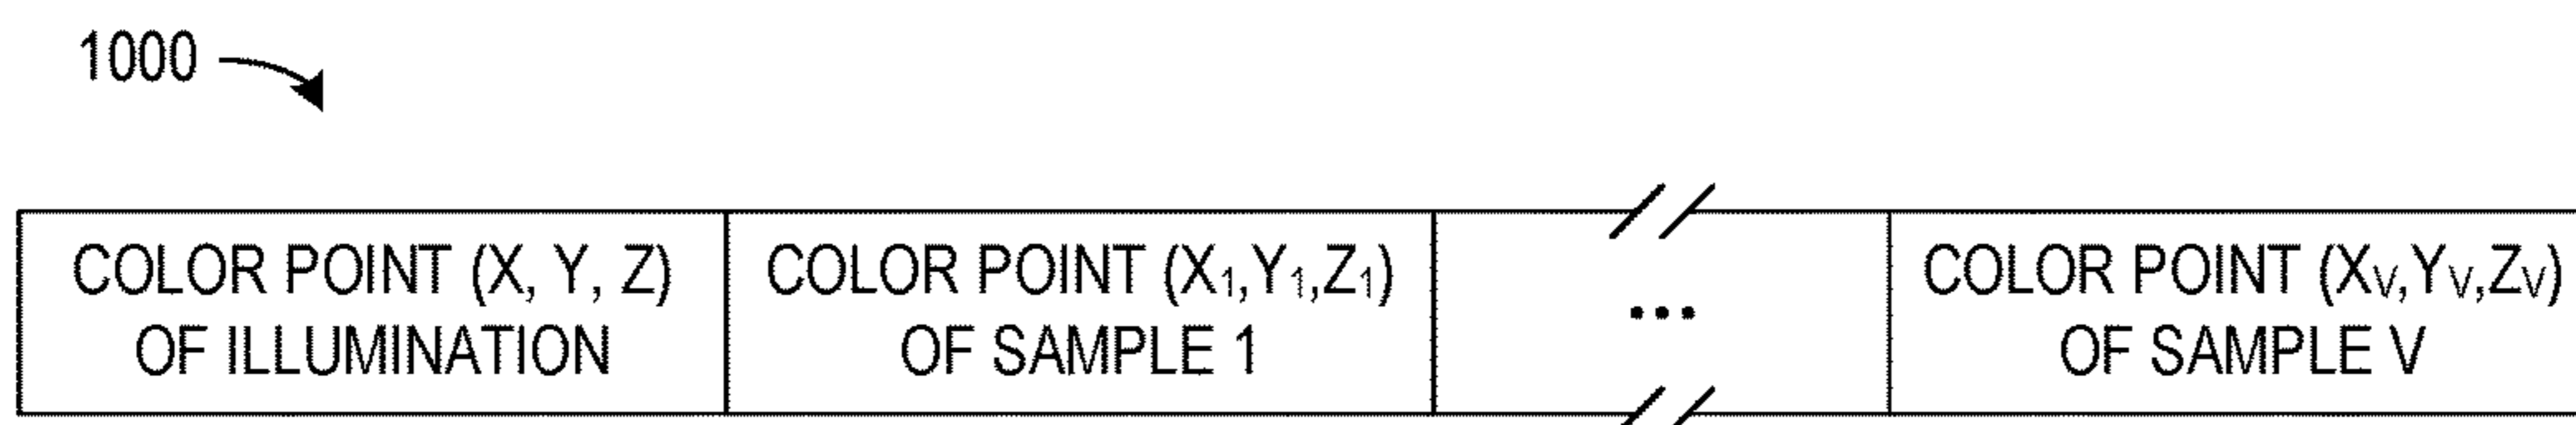 1000
COLOR POINT (X, Y, Z)
OF ILLUMINATION
COLOR POINT (X₁,Y₁,Z₁)
OF SAMPLE 1
...
COLOR POINT (Xᵥ,Yᵥ,Zᵥ)
OF SAMPLE V